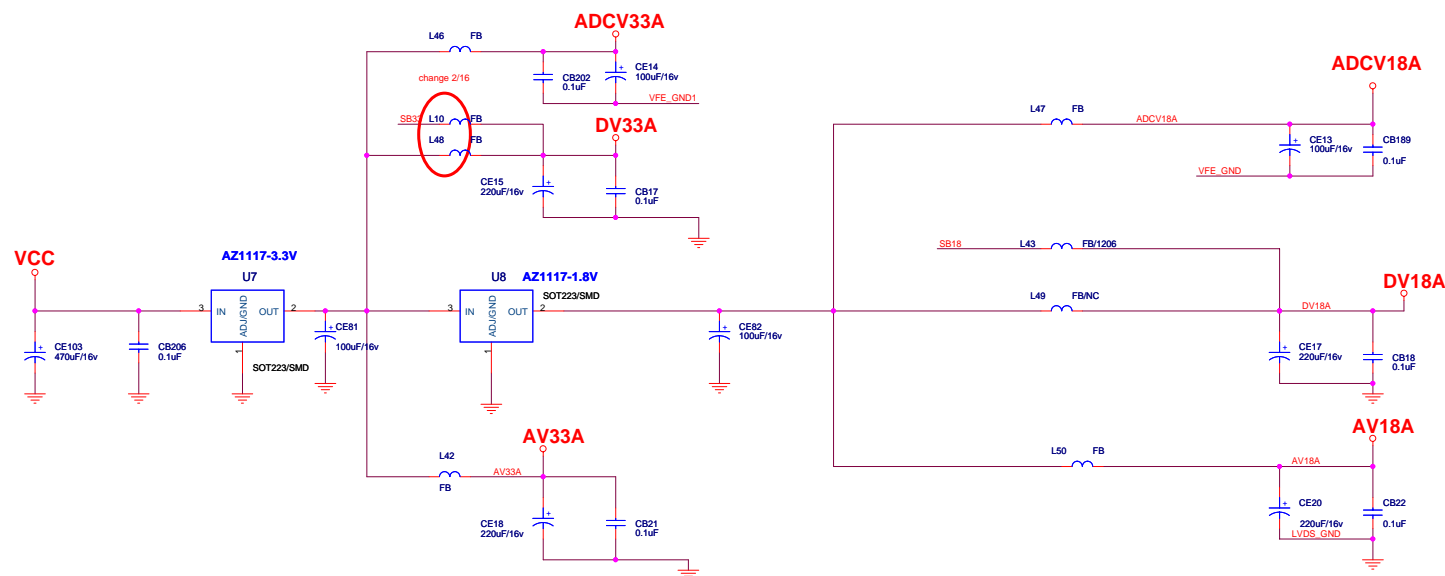 ADCV33A
L46 FB
CE14
100uF/16v
CB202
0.1uF
change 2/16
VFE_GND1
ADCV18A
L47 FB
ADCV18A
CE13
100uF/16v
CB189
0.1uF
VFE_GND
L10 FB
DV33A
L48 FB
CE15
220uF/16v
CB17
0.1uF
SB18 L43 FB/1206
VCC
AZ1117-3.3V
U7
U8 AZ1117-1.8V
SOT223/SMD
DV18A
L49 FB/NC
DV18A
3 IN ADJ/GND OUT 2
1
SOT223/SMD
3 IN ADJ/GND OUT 2
1
CE103
470uF/16v
CB206
0.1uF
CE81
100uF/16v
CE82
100uF/16v
CE17
220uF/16v
CB18
0.1uF
AV33A
L42
FB
AV33A
CE18
220uF/16v
CB21
0.1uF
AV18A
L50 FB
AV18A
CE20
220uF/16v
CB22
0.1uF
LVDS_GND